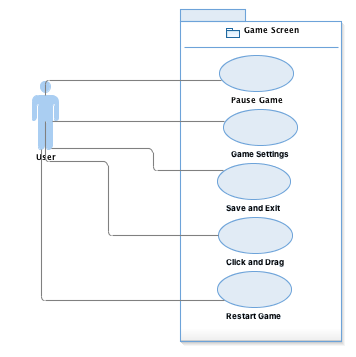 Game Screen
Pause Game
Game Settings
User
Save and Exit
Click and Drag
Restart Game